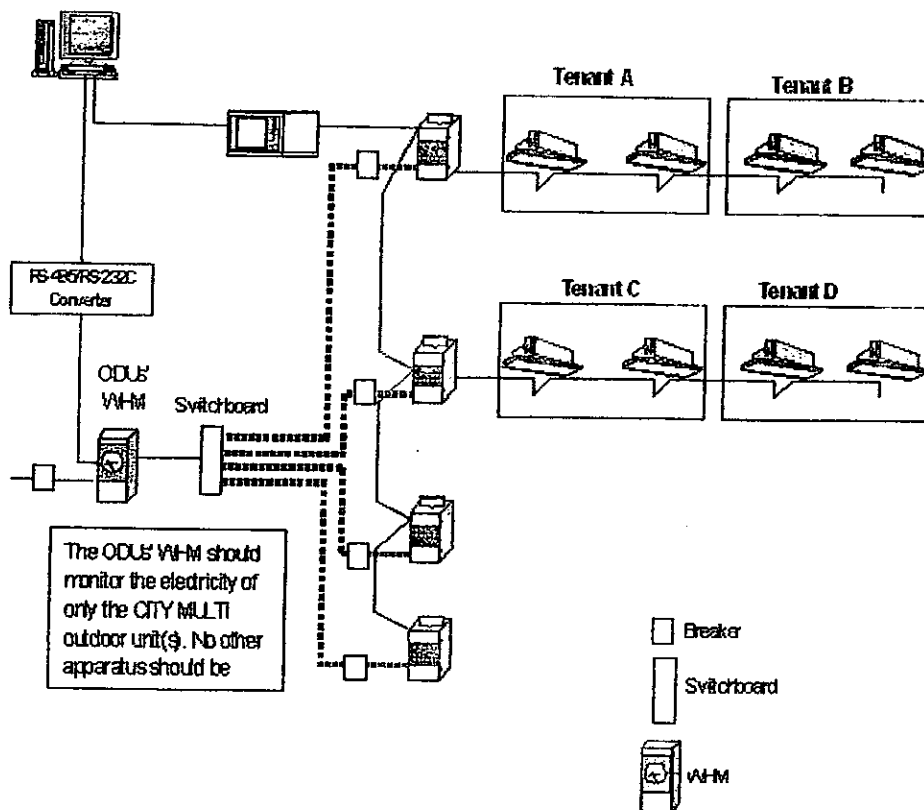 Tenant A
Tenant B
RS-485/RS-232C
Converter
Tenant C
Tenant D
ODUs'
WHM
Switchboard
The ODUs' WHM should
monitor the electricity of
only the CITY MULTI
outdoor unit(s). No other
apparatus should be
Breaker
Switchboard
WHM